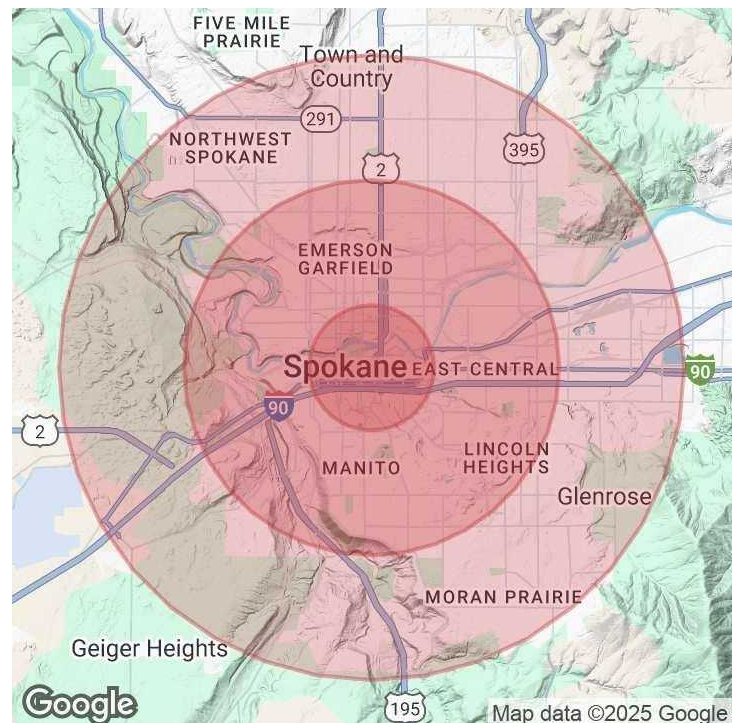 FIVE MILE
PRAIRIE
Town and
Country
291
NORTHWEST
SPOKANE
395
2
EMERSON
GARFIELD
Spokane
EAST CENTRAL
90
90
2
LINCOLN
HEIGHTS
MANITO
Glenrose
MORAN PRAIRIE
Geiger Heights
195
Google
Map data ©2025 Google